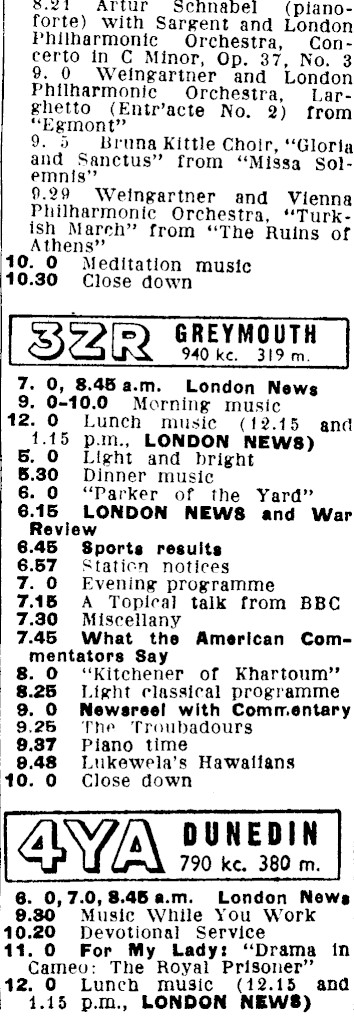 8.21 Artur Schnabel (piano-
forte) with Sargent and London
Philharmonic Orchestra, Con-
certo in C Minor, Op. 37, No. 3
9. 0 Weingartner and London
Philharmonic Orchestra, Lar-
ghetto (Entr'acte No. 2) from
"Egmont"
9. 5 Bruna Kittle Choir, "Gloria
and Sanctus" from "Missa Sol-
emnis"
9.29 Weingartner and Vienna
Philharmonic Orchestra, "Turk-
ish March" from "The Ruins of
Athens"
10. 0 Meditation music
10.30 Close down
3ZR GREYMOUTH
940 kc. 319 m.
7. 0, 8.45 a.m. London News
9. 0-10.0 Morning music
12. 0 Lunch music (12.15 and
1.15 p.m., LONDON NEWS)
5. 0 Light and bright
5.30 Dinner music
6. 0 "Parker of the Yard"
6.15 LONDON NEWS and War
Review
6.45 Sports results
6.57 Station notices
7. 0 Evening programme
7.15 A Topical talk from BBC
7.30 Miscellany
7.45 What the American Com-
mentators Say
8. 0 "Kitchener of Khartoum"
8.25 Light classical programme
9. 0 Newsreel with Commentary
9.25 The Troubadours
9.37 Piano time
9.48 Lukewela's Hawaiians
10. 0 Close down
4YA DUNEDIN
790 kc. 380 m.
6. 0, 7.0, 8.45 a.m. London News
9.30 Music While You Work
10.20 Devotional Service
11. 0 For My Lady: "Drama in
Cameo: The Royal Prisoner"
12. 0 Lunch music (12.15 and
1.15 p.m., LONDON NEWS)